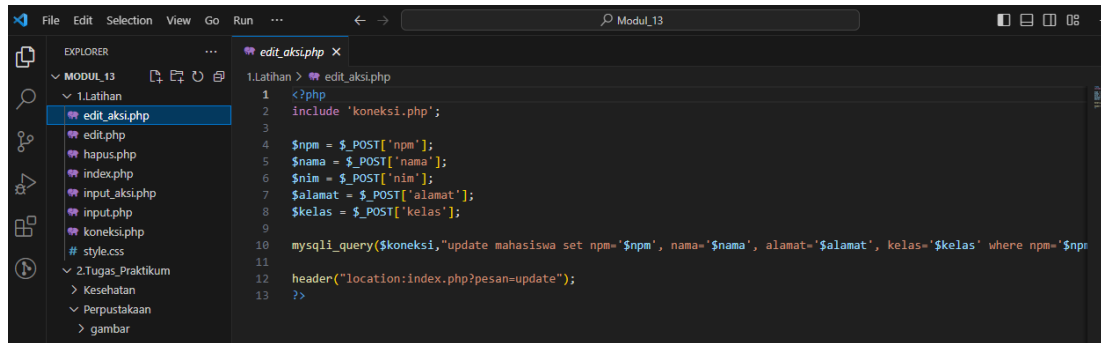 File Edit Selection View Go Run ··· ← → Modul_13
EXPLORER ···
MODUL_13
1.Latihan
edit_aksi.php
edit.php
hapus.php
index.php
input_aksi.php
input.php
koneksi.php
# style.css
2.Tugas_Praktikum
> Kesehatan
Perpustakaan
> gambar
edit_aksi.php ×
1.Latihan > edit_aksi.php
1 <?php
2 include 'koneksi.php';
3
4 $npm = $_POST['npm'];
5 $nama = $_POST['nama'];
6 $nim = $_POST['nim'];
7 $alamat = $_POST['alamat'];
8 $kelas = $_POST['kelas'];
9
10 mysqli_query($koneksi,"update mahasiswa set npm='$npm', nama='$nama', alamat='$alamat', kelas='$kelas' where npm='$npm
11
12 header("location:index.php?pesan=update");
13 ?>